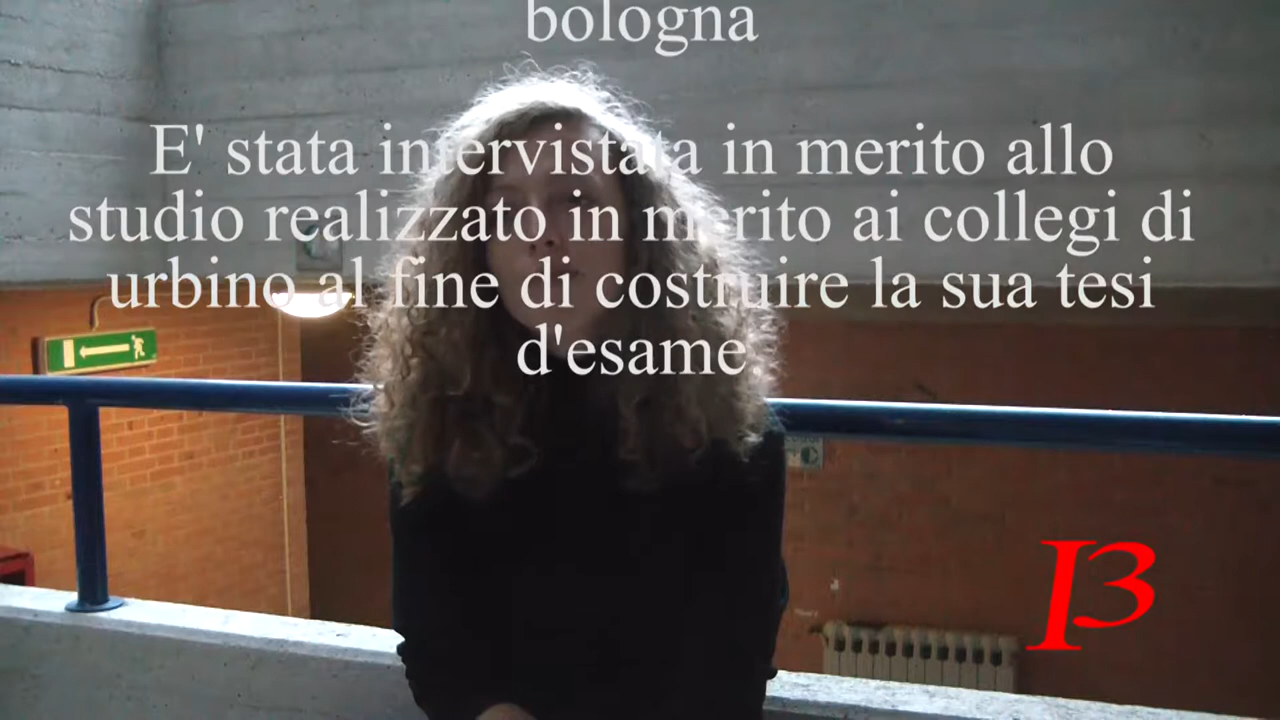 bologna
E' stata intervistata in merito allo
studio realizzato in merito ai collegi di
urbino al fine di costruire la sua tesi
d'esame.